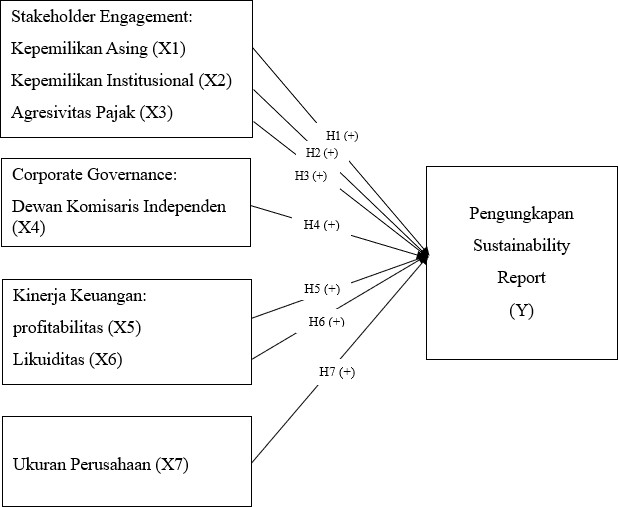 Stakeholder Engagement:
Kepemilikan Asing (X1)
Kepemilikan Institusional (X2)
Agresivitas Pajak (X3)
H1 (+)
H2 (+)
H3 (+)
Corporate Governance:
Dewan Komisaris Independen
(X4)
H4 (+)
Pengungkapan
Sustainability
Report
(Y)
Kinerja Keuangan:
profitabilitas (X5)
Likuiditas (X6)
H5 (+)
H6 (+)
H7 (+)
Ukuran Perusahaan (X7)